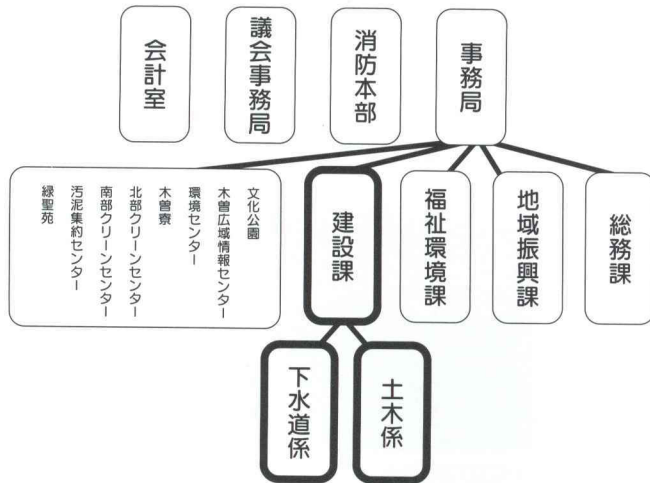 事務局
消防本部
議会事務局
会計室
総務課
地域振興課
福祉環境課
建設課
文化公園
木曽広域情報センター
環境センター
木曽寮
北部クリーンセンター
南部クリーンセンター
汚泥集約センター
緑聖苑
土木係
下水道係